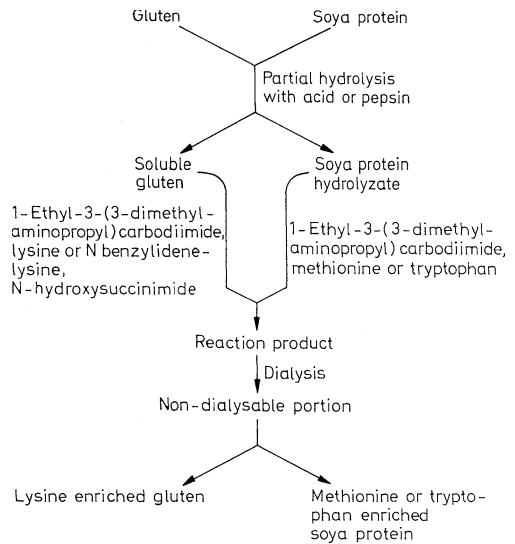 Gluten
Soya protein
Partial hydrolysis
with acid or pepsin
Soluble
gluten
Soya protein
hydrolyzate
1-Ethyl-3-(3-dimethyl-
aminopropyl) carbodiimide,
lysine or N benzylidene-
lysine,
N-hydroxysuccinimide
1-Ethyl-3-(3-dimethyl-
aminopropyl) carbodiimide,
methionine or tryptophan
Reaction product
Dialysis
Non-dialysable portion
Lysine enriched gluten
Methionine or trypto-
phan enriched
soya protein